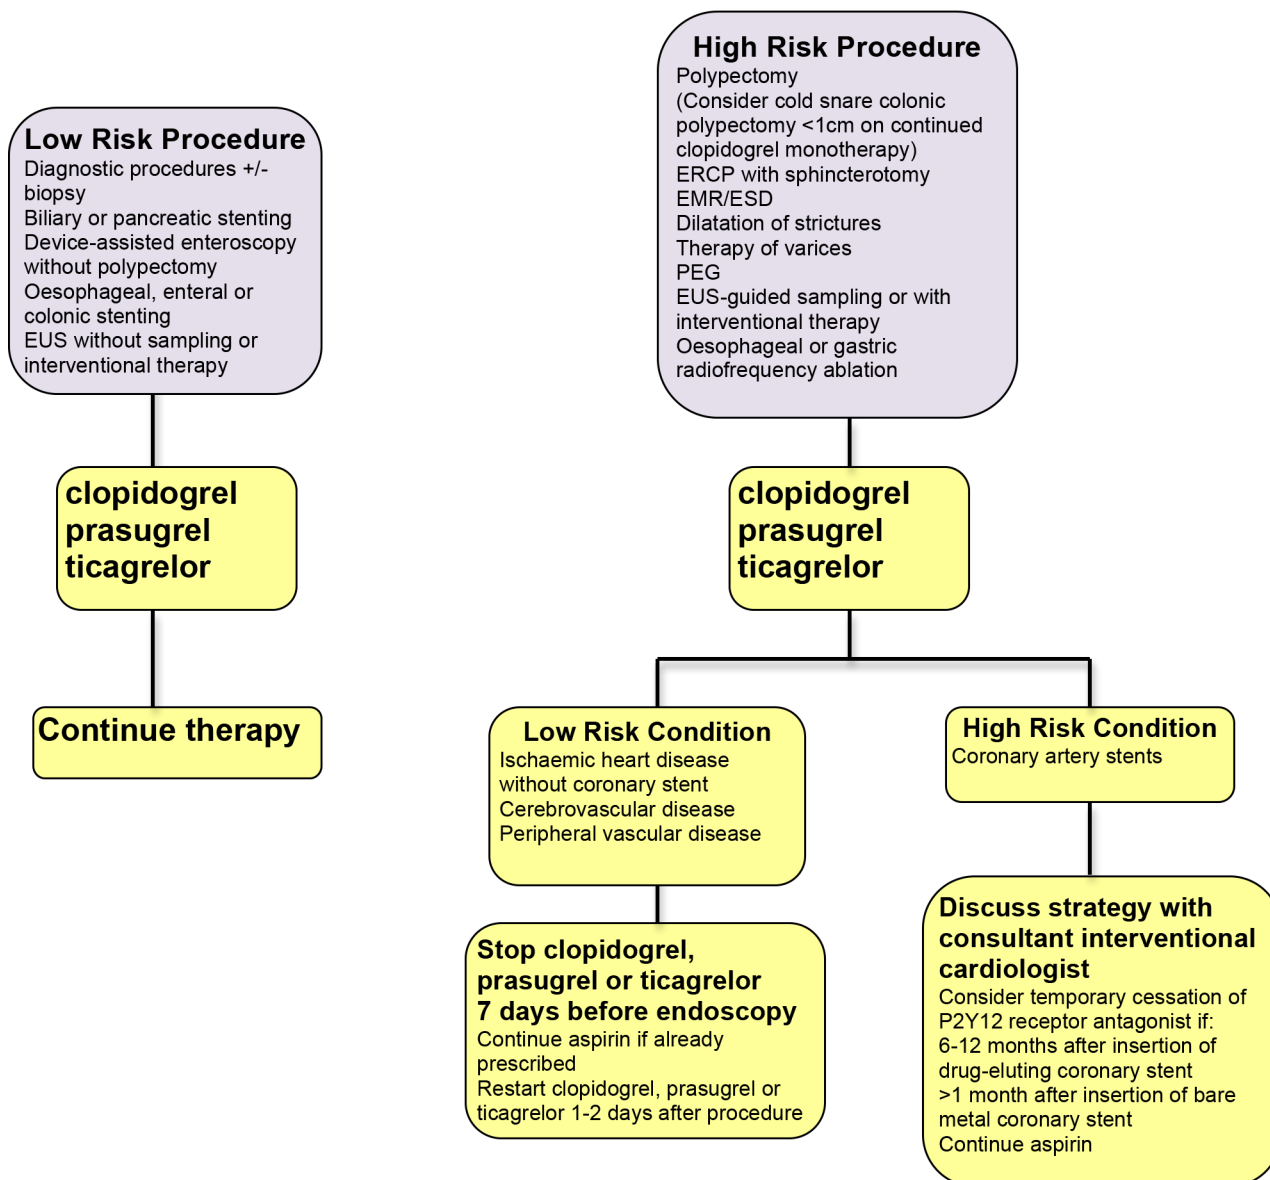 Low Risk Procedure
Diagnostic procedures +/-
biopsy
Biliary or pancreatic stenting
Device-assisted enteroscopy
without polypectomy
Oesophageal, enteral or
colonic stenting
EUS without sampling or
interventional therapy
clopidogrel
prasugrel
ticagrelor
Continue therapy
High Risk Procedure
Polypectomy
(Consider cold snare colonic
polypectomy <1cm on continued
clopidogrel monotherapy)
ERCP with sphincterotomy
EMR/ESD
Dilatation of strictures
Therapy of varices
PEG
EUS-guided sampling or with
interventional therapy
Oesophageal or gastric
radiofrequency ablation
clopidogrel
prasugrel
ticagrelor
Low Risk Condition
Ischaemic heart disease
without coronary stent
Cerebrovascular disease
Peripheral vascular disease
Stop clopidogrel,
prasugrel or ticagrelor
7 days before endoscopy
Continue aspirin if already
prescribed
Restart clopidogrel, prasugrel or
ticagrelor 1-2 days after procedure
High Risk Condition
Coronary artery stents
Discuss strategy with
consultant interventional
cardiologist
Consider temporary cessation of
P2Y12 receptor antagonist if:
6-12 months after insertion of
drug-eluting coronary stent
>1 month after insertion of bare
metal coronary stent
Continue aspirin